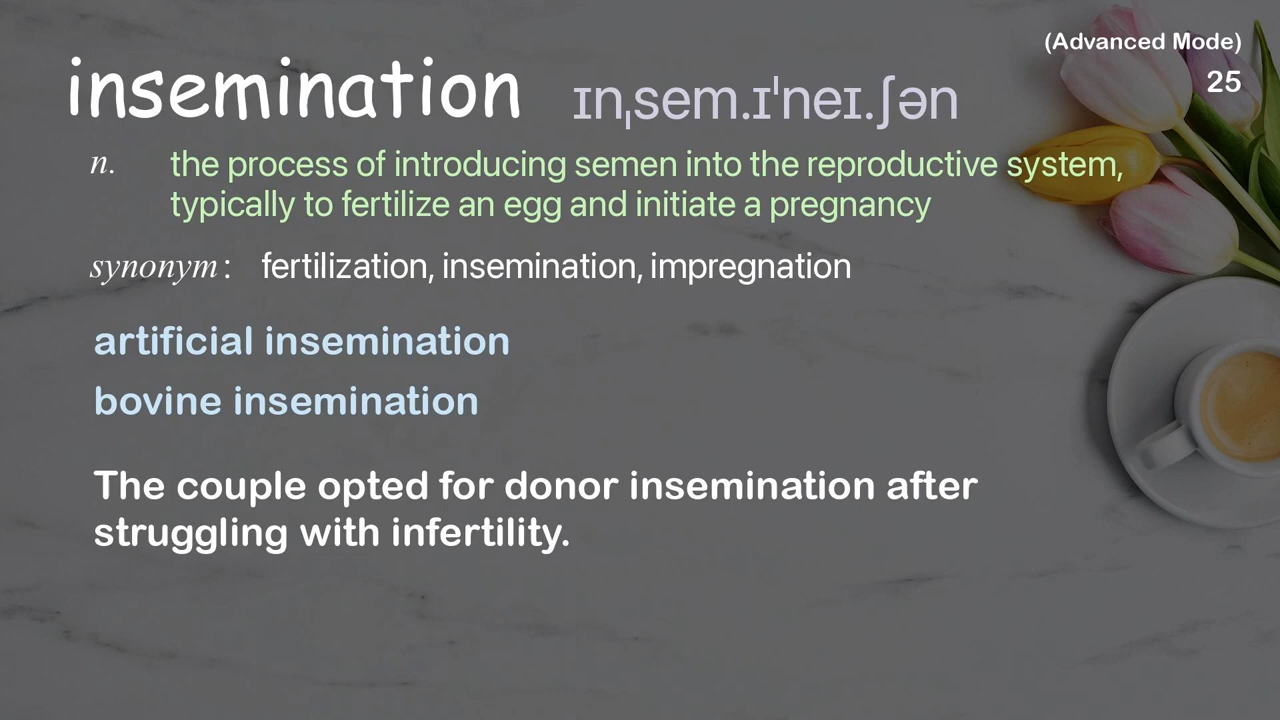 (Advanced Mode)
25
insemination ɪnˌsem.ɪˈneɪ.ʃən
n. the process of introducing semen into the reproductive system,
typically to fertilize an egg and initiate a pregnancy
synonym : fertilization, insemination, impregnation
artificial insemination
bovine insemination
The couple opted for donor insemination after
struggling with infertility.